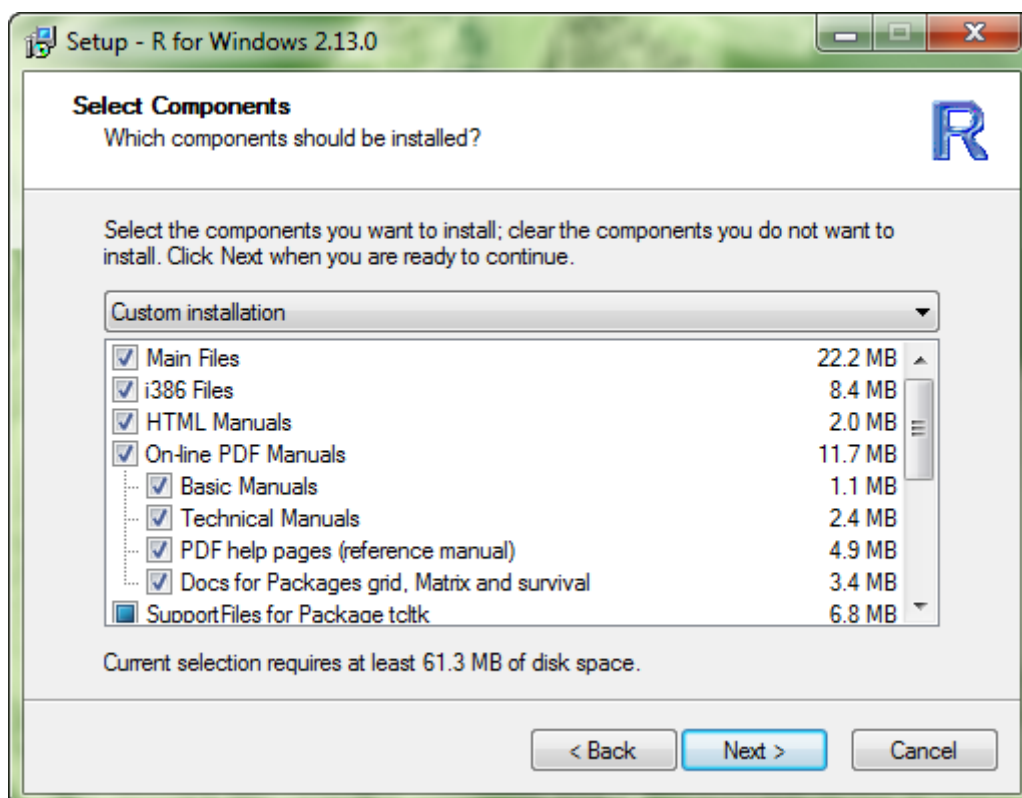 Setup - R for Windows 2.13.0
Select Components
Which components should be installed?
R
Select the components you want to install; clear the components you do not want to
install. Click Next when you are ready to continue.
Custom installation
Main Files 22.2 MB
i386 Files 8.4 MB
HTML Manuals 2.0 MB
On-line PDF Manuals 11.7 MB
Basic Manuals 1.1 MB
Technical Manuals 2.4 MB
PDF help pages (reference manual) 4.9 MB
Docs for Packages grid, Matrix and survival 3.4 MB
SupportFiles for Package tcltk 6.8 MB
Current selection requires at least 61.3 MB of disk space.
< Back Next > Cancel